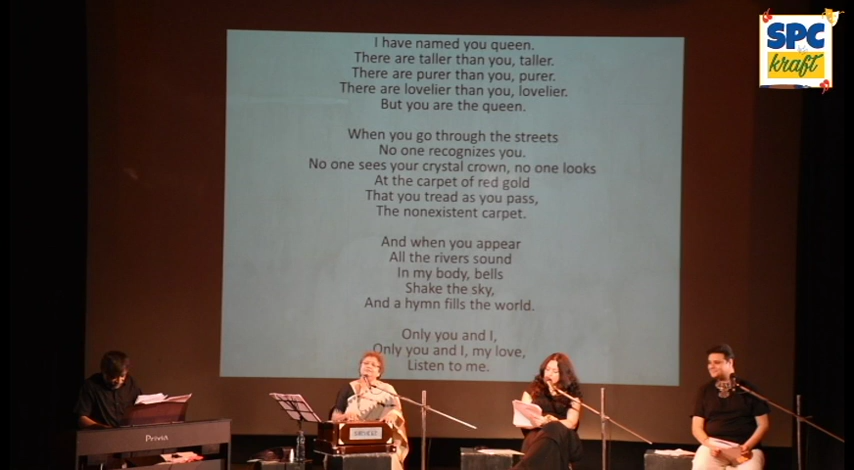 I have named you queen.
There are taller than you, taller.
There are purer than you, purer.
There are lovelier than you, lovelier.
But you are the queen.
When you go through the streets
No one recognizes you.
No one sees your crystal crown, no one looks
At the carpet of red gold
That you tread as you pass,
The nonexistent carpet.
And when you appear
All the rivers sound
In my body, bells
Shake the sky,
And a hymn fills the world.
Only you and I,
Only you and I, my love,
Listen to me.
SPC
kraft
Privia